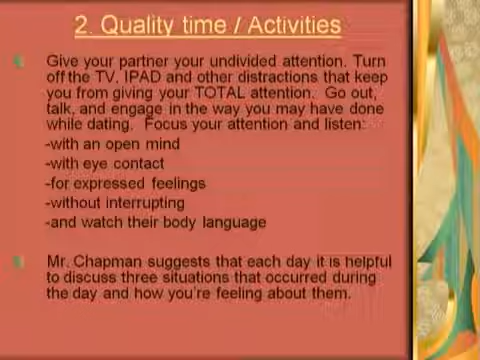 2. Quality time / Activities
Give your partner your undivided attention. Turn
off the TV, IPAD and other distractions that keep
you from giving your TOTAL attention. Go out,
talk, and engage in the way you may have done
while dating. Focus your attention and listen:
-with an open mind
-with eye contact
-for expressed feelings
-without interrupting
-and watch their body language
Mr. Chapman suggests that each day it is helpful
to discuss three situations that occurred during
the day and how you're feeling about them.